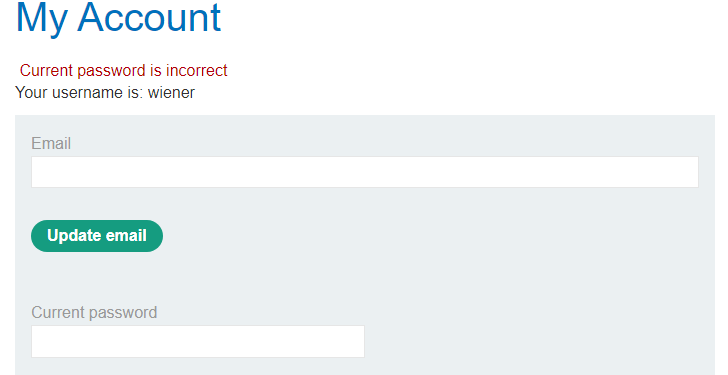 My Account
Current password is incorrect
Your username is: wiener
Email
Update email
Current password